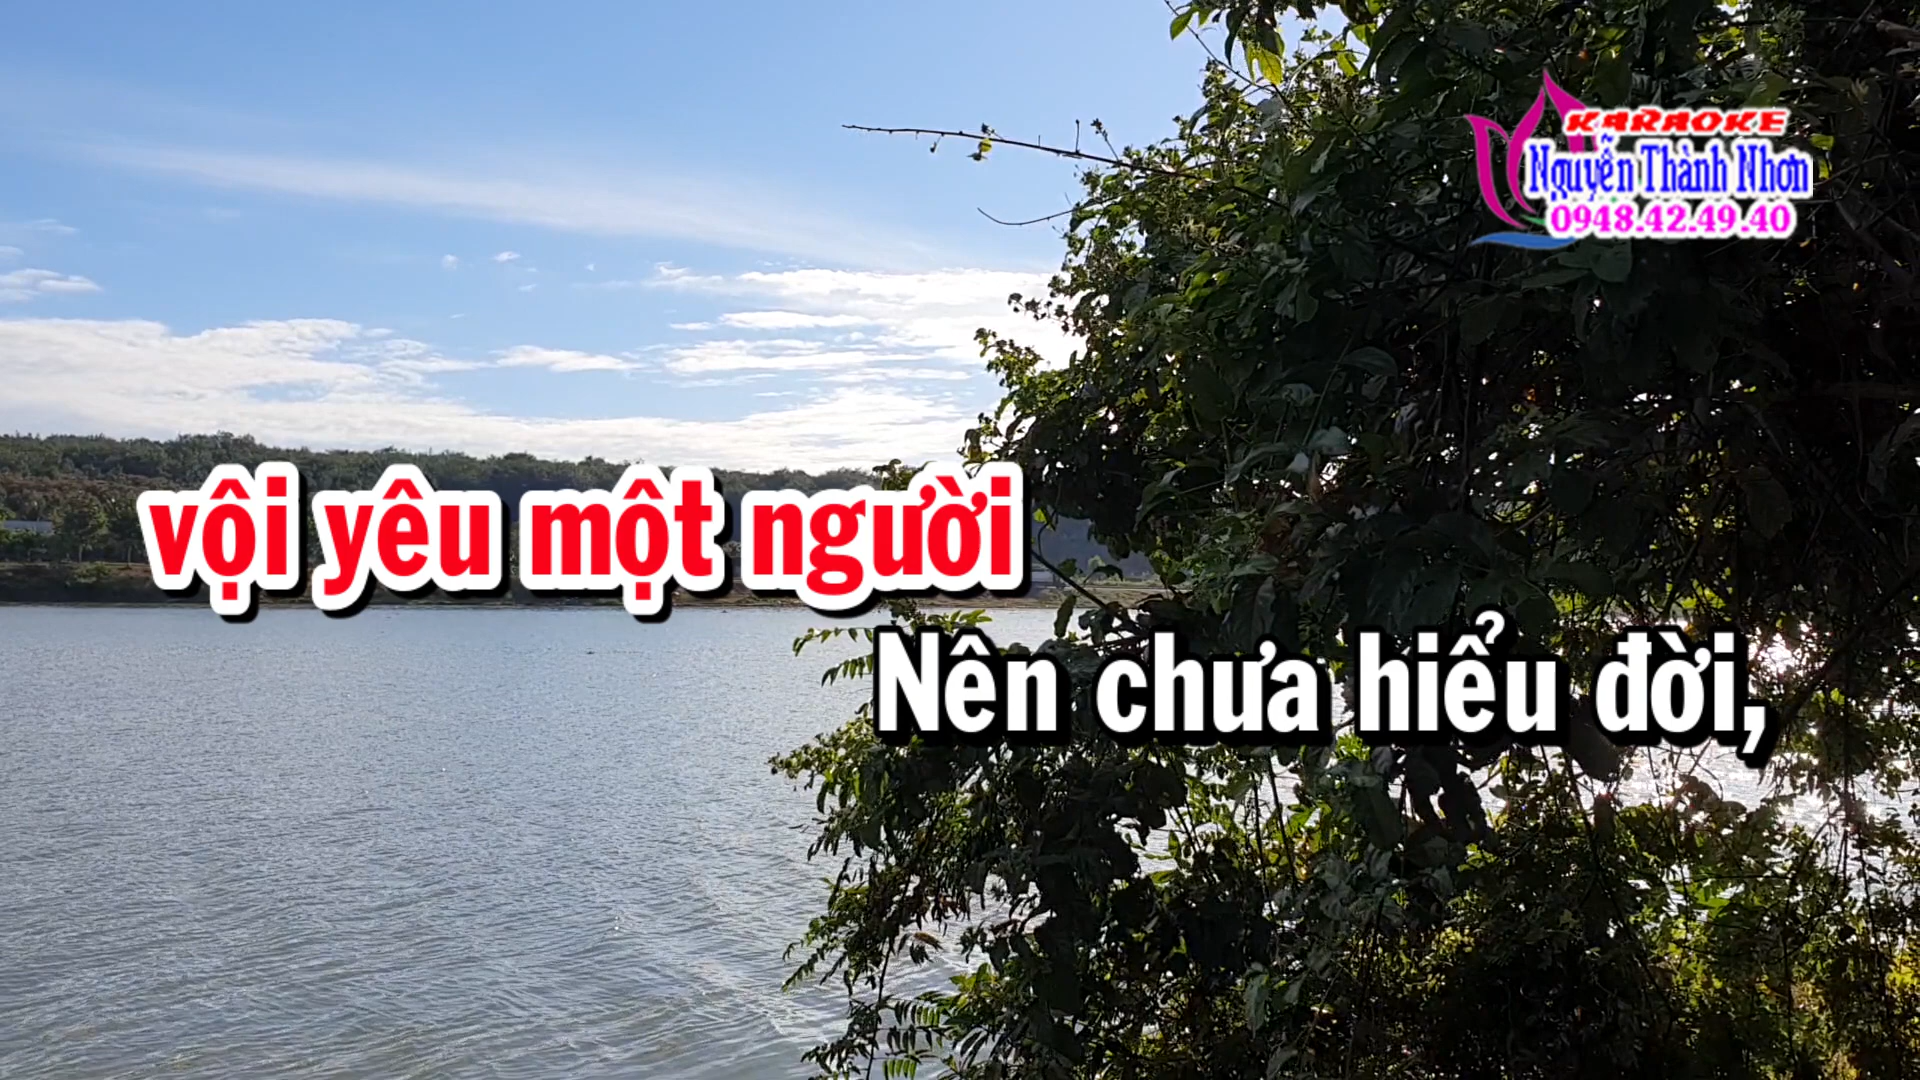 KARAOKE
Nguyễn Thành Nhơn
0948.42.49.40
vội yêu một người
Nên chưa hiểu đời,